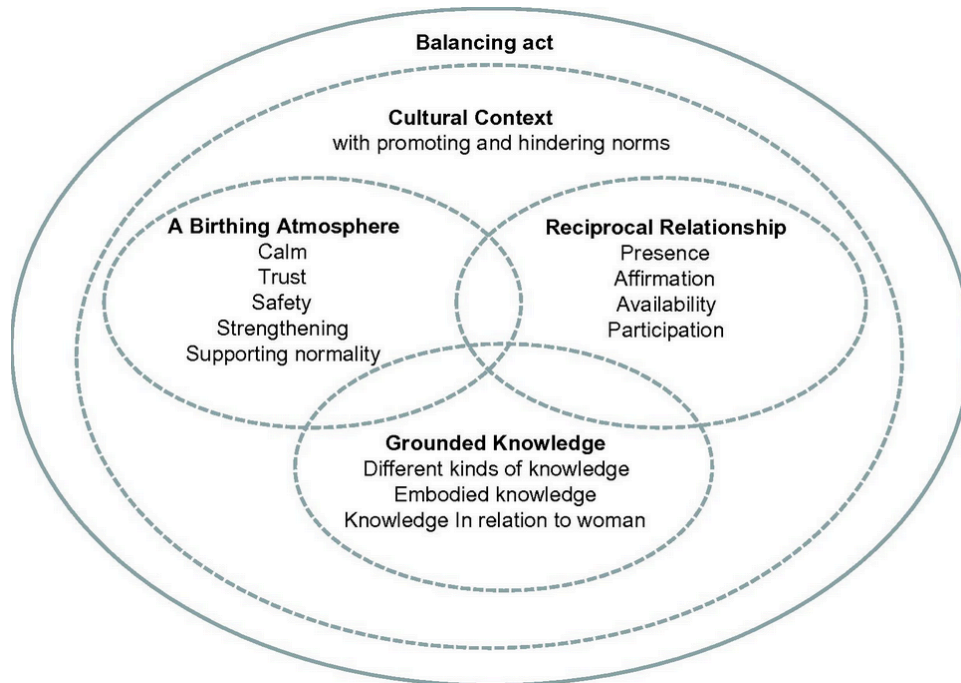 Balancing act
Cultural Context
with promoting and hindering norms
A Birthing Atmosphere
Calm
Trust
Safety
Strengthening
Supporting normality
Reciprocal Relationship
Presence
Affirmation
Availability
Participation
Grounded Knowledge
Different kinds of knowledge
Embodied knowledge
Knowledge In relation to woman